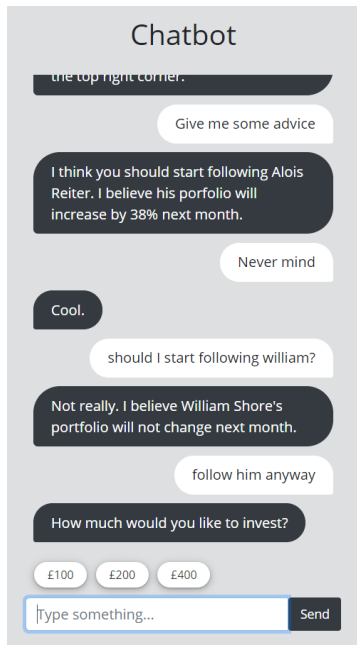 Chatbot
the top right corner.
Give me some advice
I think you should start following Alois
Reiter. I believe his porfolio will
increase by 38% next month.
Never mind
Cool.
should I start following william?
Not really. I believe William Shore's
portfolio will not change next month.
follow him anyway
How much would you like to invest?
£100 £200 £400
Type something... Send